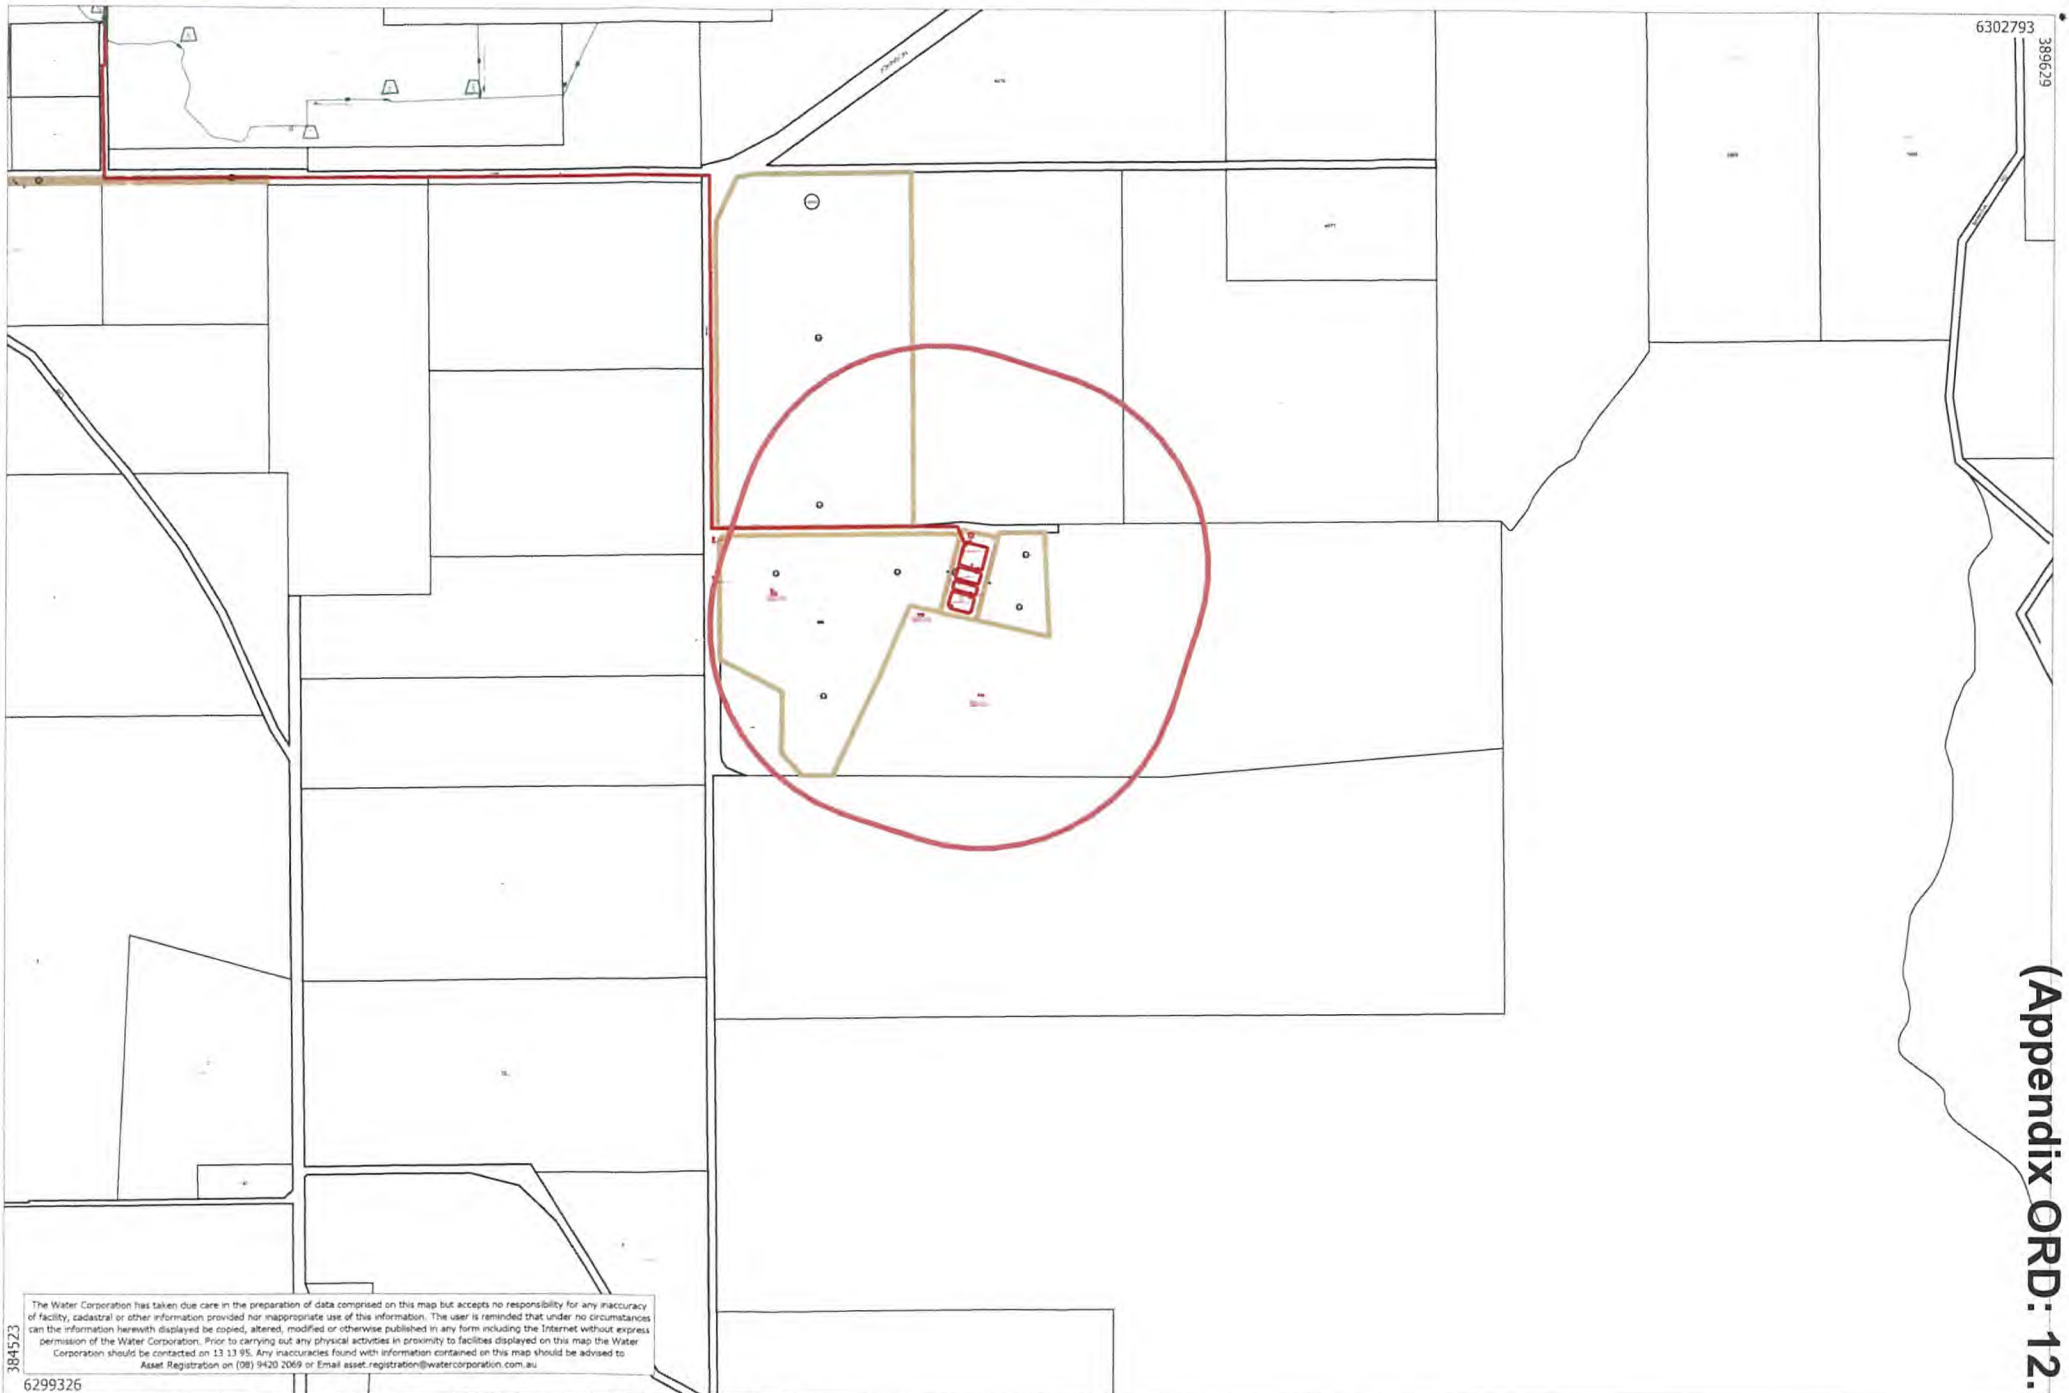 6302793
389629
(Appendix ORD: 12.
The Water Corporation has taken due care in the preparation of data comprised on this map but accepts no responsibility for any inaccuracy
of facility, cadastral or other information provided nor inappropriate use of this information. The user is reminded that under no circumstances
can the information herewith displayed be copied, altered, modified or otherwise published in any form including the Internet without express
permission of the Water Corporation. Prior to carrying out any physical activities in proximity to facilities displayed on this map the Water
Corporation should be contacted on 13 13 95. Any inaccuracies found with information contained on this map should be advised to
Asset Registration on (08) 9420 2069 or Email asset.registration@watercorporation.com.au
384523
6299326